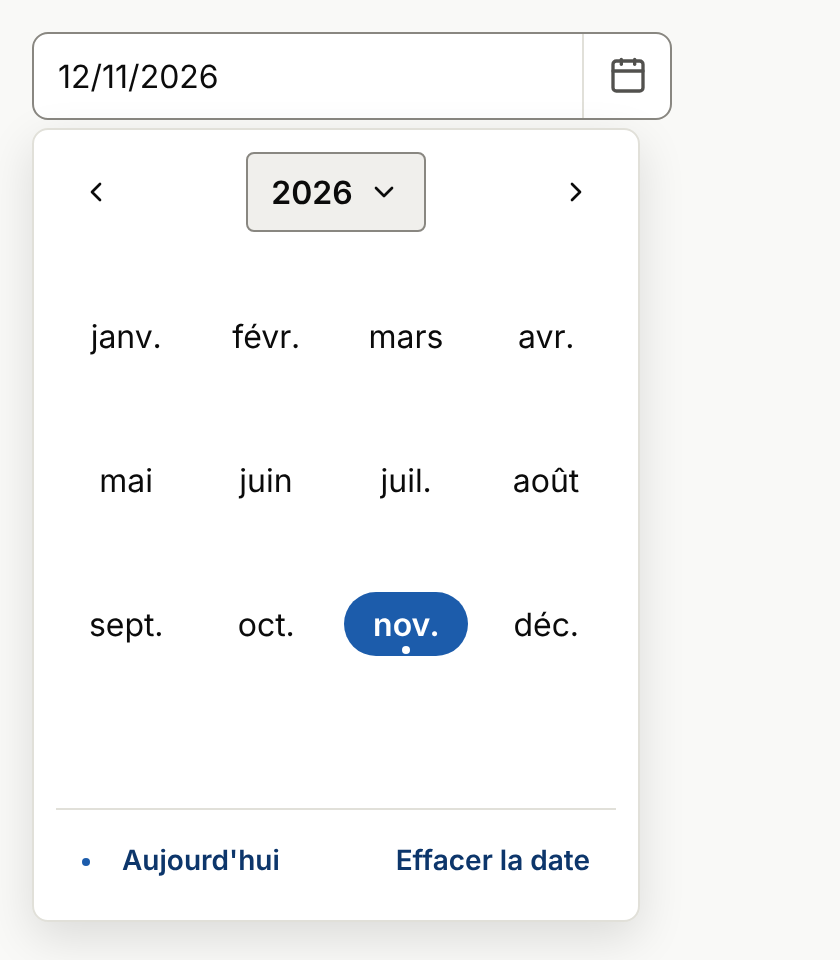 12/11/2026
2026
janv. févr. mars avr.
mai juin juil. août
sept. oct. nov. déc.
Aujourd'hui Effacer la date